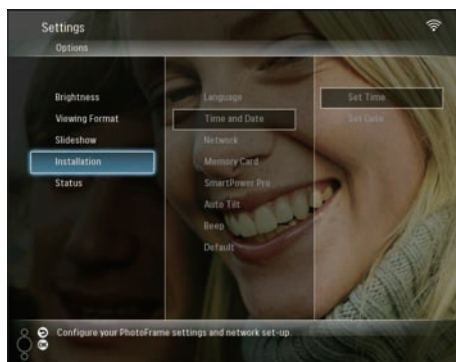 Settings
Options
Brightness
Viewing Format
Slideshow
Installation
Status
Language
Time and Date
Network
Memory Card
SmartPower Pro
Auto Tilt
Beep
Default
Set Time
Set Date
Configure your PhotoFrame settings and network set-up.
OK